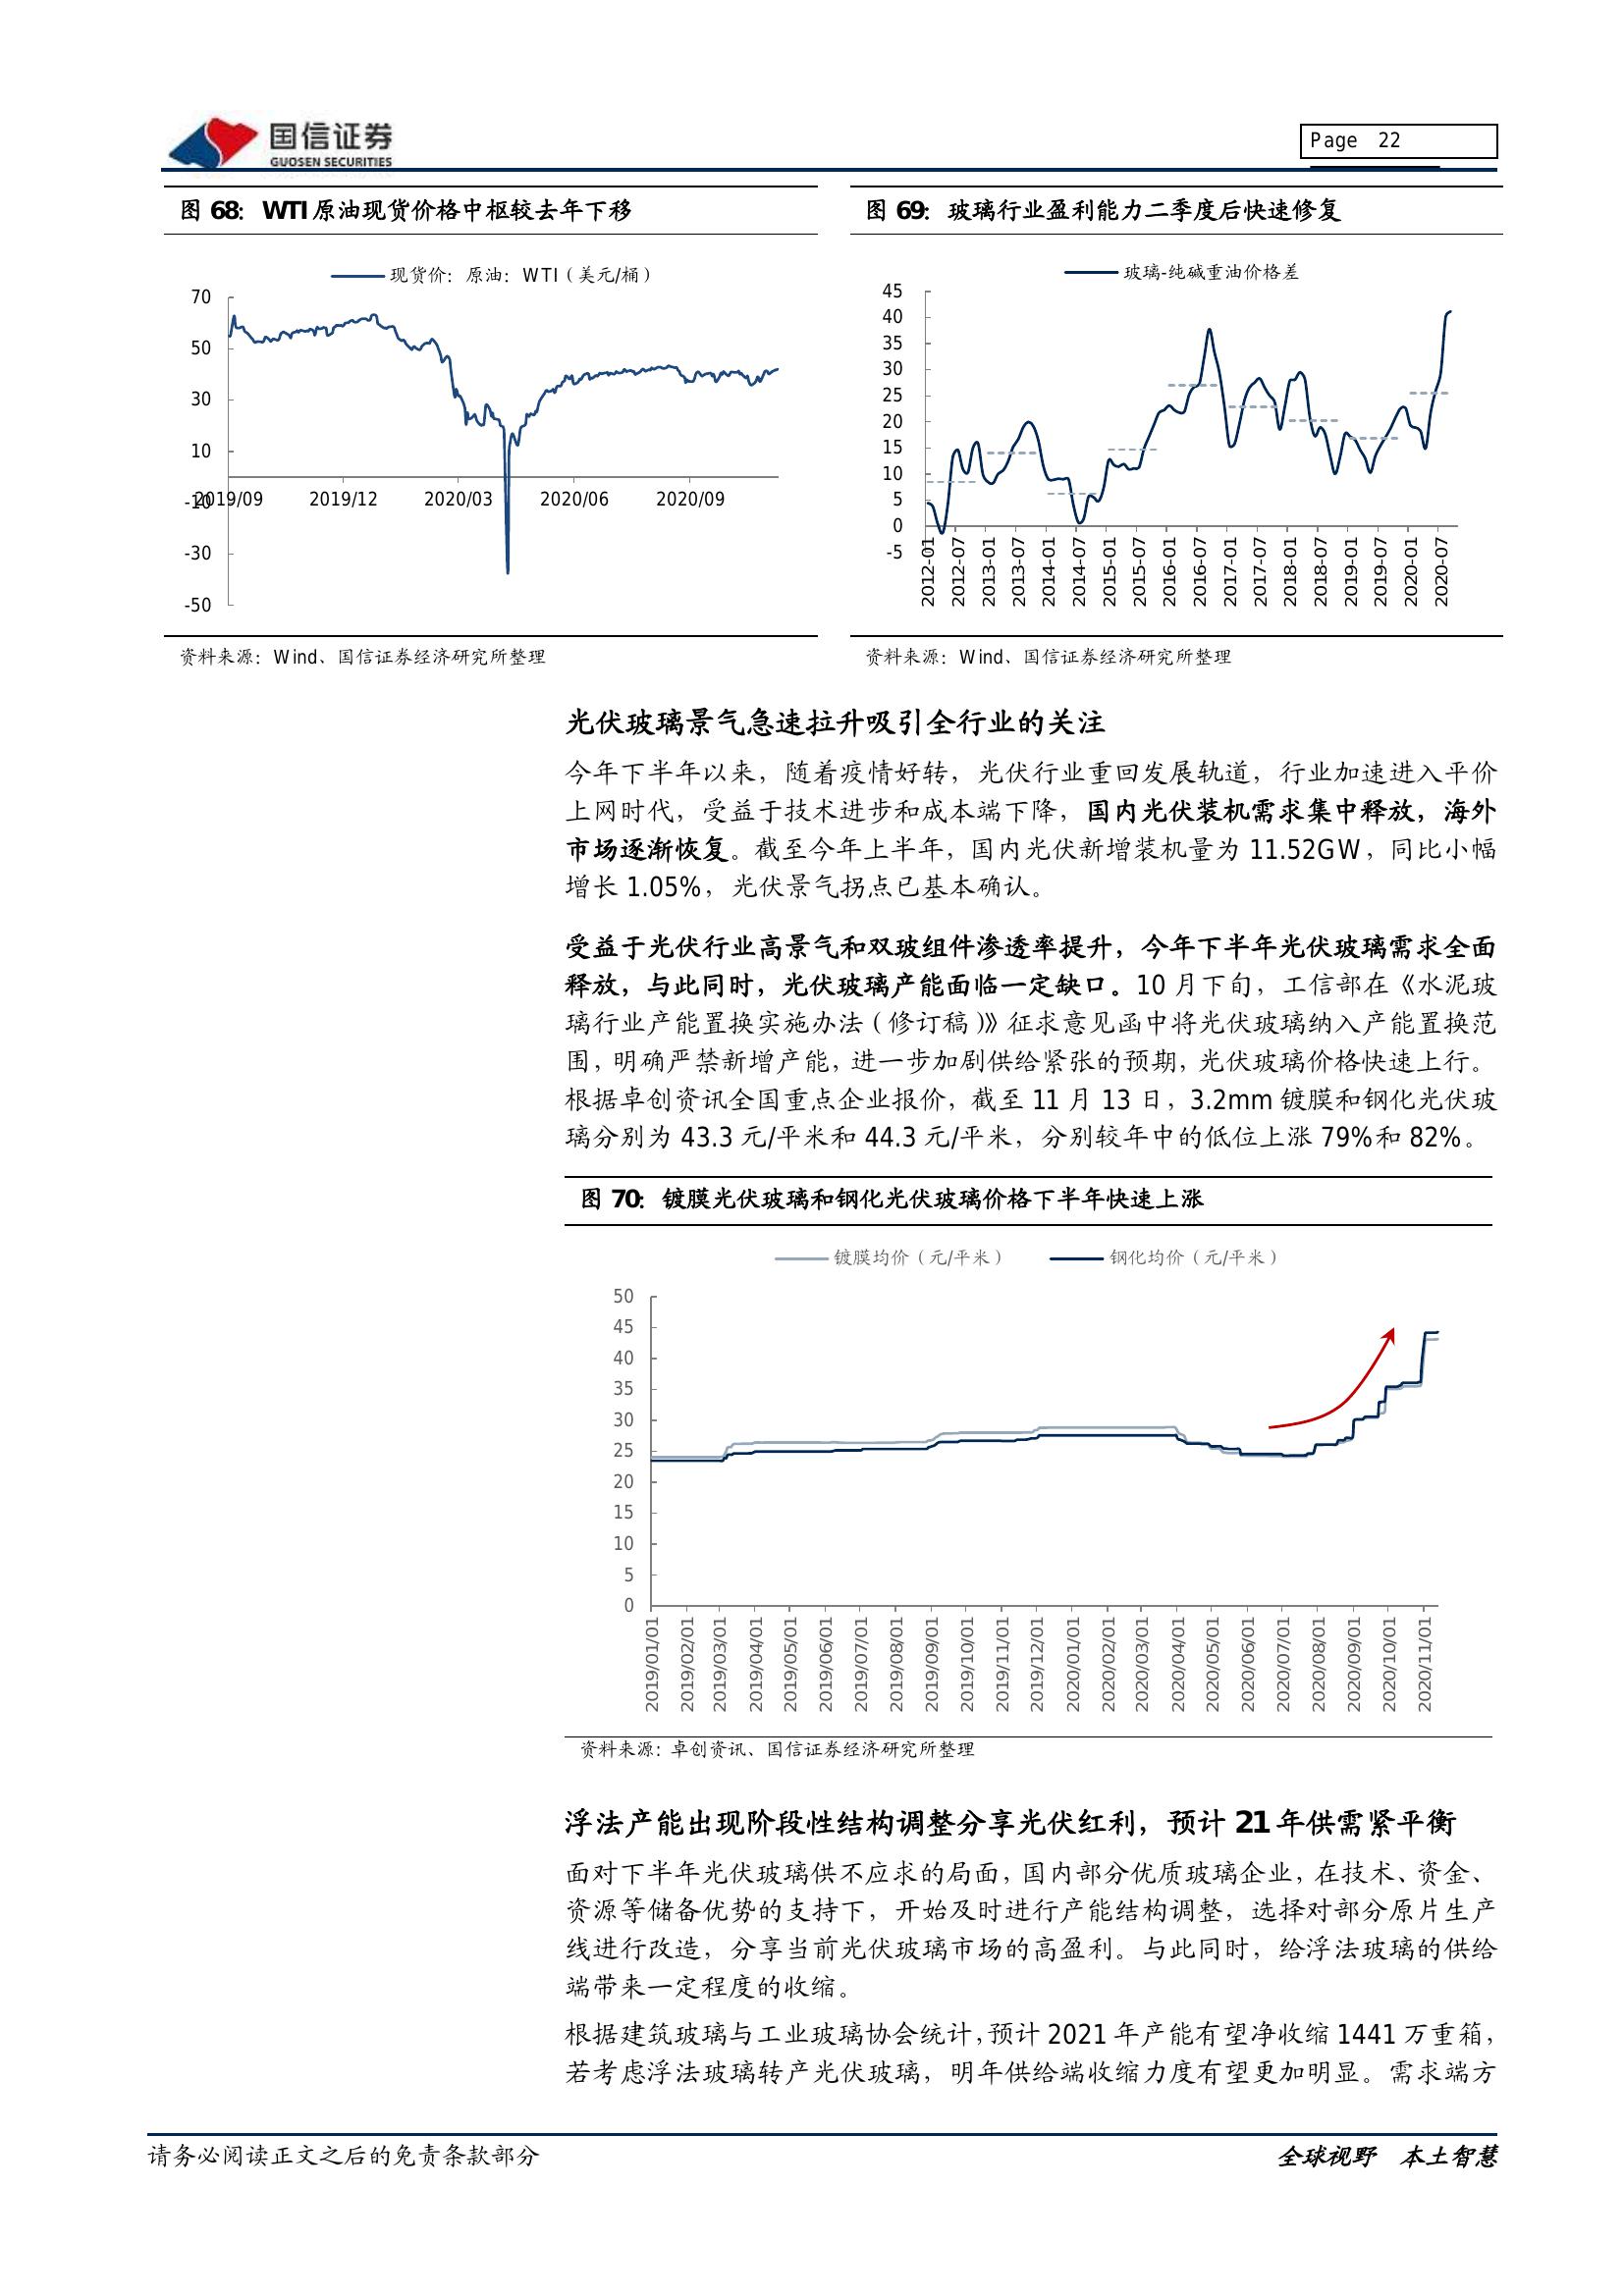 国信证券
GUOSEN SECURITIES
Page 22
图 68：WTI 原油现货价格中枢较去年下移
现货价：原油：WTI（美元/桶）
70
50
30
10
-10
-30
-50
2019/09 2019/12 2020/03 2020/06 2020/09
资料来源：Wind、国信证券经济研究所整理
图 69：玻璃行业盈利能力二季度后快速修复
玻璃-纯碱重油价格差
45
40
35
30
25
20
15
10
5
0
-5
2012-01 2012-07 2013-01 2013-07 2014-01 2014-07 2015-01 2015-07 2016-01 2016-07 2017-01 2017-07 2018-01 2018-07 2019-01 2019-07 2020-01 2020-07
资料来源：Wind、国信证券经济研究所整理
光伏玻璃景气急速拉升吸引全行业的关注
今年下半年以来，随着疫情好转，光伏行业重回发展轨道，行业加速进入平价
上网时代，受益于技术进步和成本端下降，国内光伏装机需求集中释放，海外
市场逐渐恢复。截至今年上半年，国内光伏新增装机量为 11.52GW，同比小幅
增长 1.05%，光伏景气拐点已基本确认。
受益于光伏行业高景气和双玻组件渗透率提升，今年下半年光伏玻璃需求全面
释放，与此同时，光伏玻璃产能面临一定缺口。10 月下旬，工信部在《水泥玻
璃行业产能置换实施办法（修订稿）》征求意见函中将光伏玻璃纳入产能置换范
围，明确严禁新增产能，进一步加剧供给紧张的预期，光伏玻璃价格快速上行。
根据卓创资讯全国重点企业报价，截至 11 月 13 日，3.2mm 镀膜和钢化光伏玻
璃分别为 43.3 元/平米和 44.3 元/平米，分别较年中的低位上涨 79%和 82%。
图 70：镀膜光伏玻璃和钢化光伏玻璃价格下半年快速上涨
镀膜均价（元/平米） 钢化均价（元/平米）
50
45
40
35
30
25
20
15
10
5
0
2019/01/01 2019/02/01 2019/03/01 2019/04/01 2019/05/01 2019/06/01 2019/07/01 2019/08/01 2019/09/01 2019/10/01 2019/11/01 2019/12/01 2020/01/01 2020/02/01 2020/03/01 2020/04/01 2020/05/01 2020/06/01 2020/07/01 2020/08/01 2020/09/01 2020/10/01 2020/11/01
资料来源：卓创资讯、国信证券经济研究所整理
浮法产能出现阶段性结构调整分享光伏红利，预计 21 年供需紧平衡
面对下半年光伏玻璃供不应求的局面，国内部分优质玻璃企业，在技术、资金、
资源等储备优势的支持下，开始及时进行产能结构调整，选择对部分原片生产
线进行改造，分享当前光伏玻璃市场的高盈利。与此同时，给浮法玻璃的供给
端带来一定程度的收缩。
根据建筑玻璃与工业玻璃协会统计，预计 2021 年产能有望净收缩 1441 万重箱，
若考虑浮法玻璃转产光伏玻璃，明年供给端收缩力度有望更加明显。需求端方
请务必阅读正文之后的免责条款部分
全球视野 本土智慧